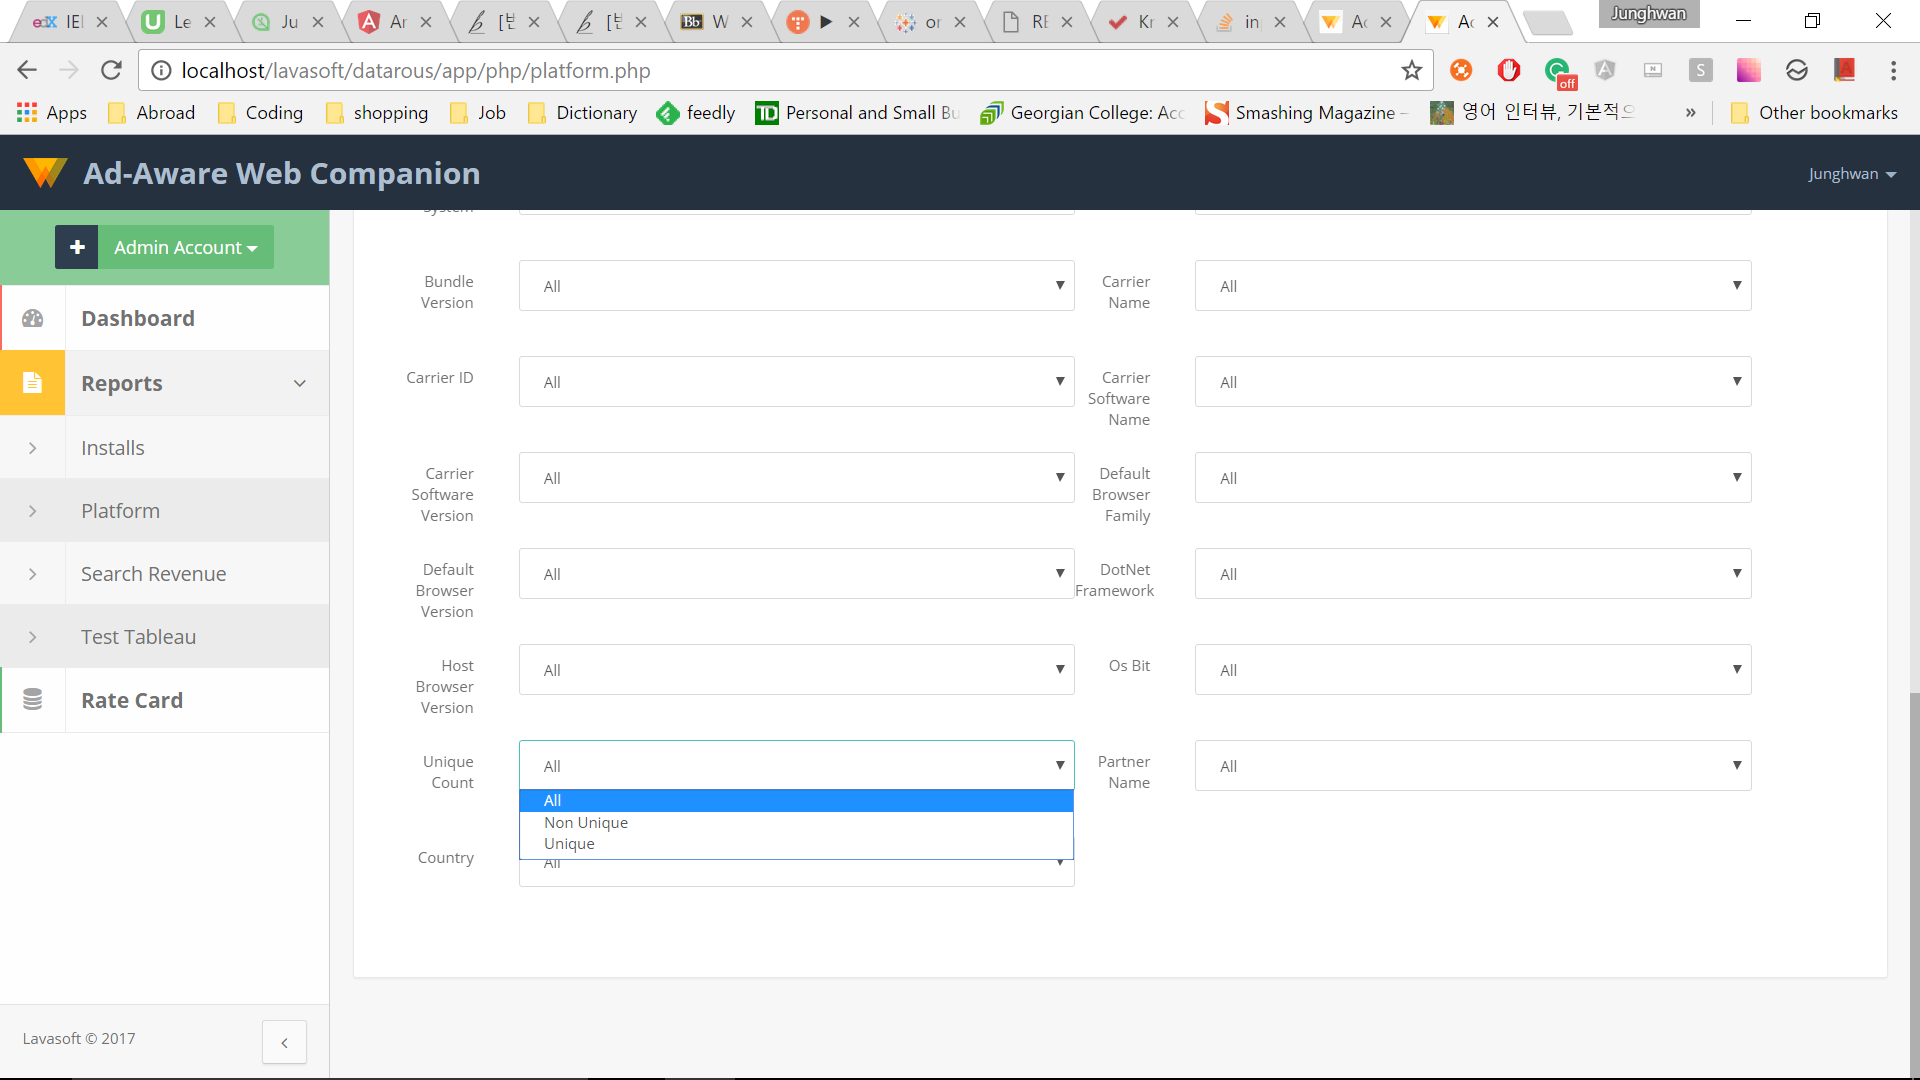 IEI
Le
Ju
Ar
[ㅂ
[ㅂ
Bb W
or
RE
Kr
in
Ac
Ac
Junghwan
localhost/lavasoft/datarous/app/php/platform.php
off
S
Apps
Abroad
Coding
shopping
Job
Dictionary
feedly
TD Personal and Small Bu
Georgian College: Acc
Smashing Magazine –
영어 인터뷰, 기본적으
»
Other bookmarks
Ad-Aware Web Companion
Junghwan
Admin Account
Dashboard
Reports
Installs
Platform
Search Revenue
Test Tableau
Rate Card
Lavasoft © 2017
System
Bundle
Version
All
Carrier
Name
All
Carrier ID
All
Carrier
Software
Name
All
Carrier
Software
Version
All
Default
Browser
Family
All
Default
Browser
Version
All
DotNet
Framework
All
Host
Browser
Version
All
Os Bit
All
Unique
Count
All
All
Non Unique
Unique
Partner
Name
All
Country
All